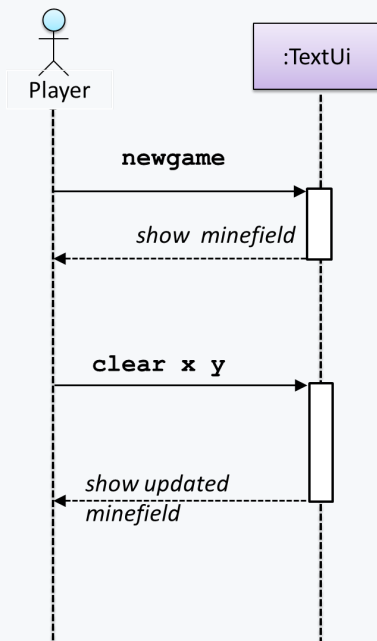 Player
:TextUi
newgame
show minefield
clear x y
show updated
minefield